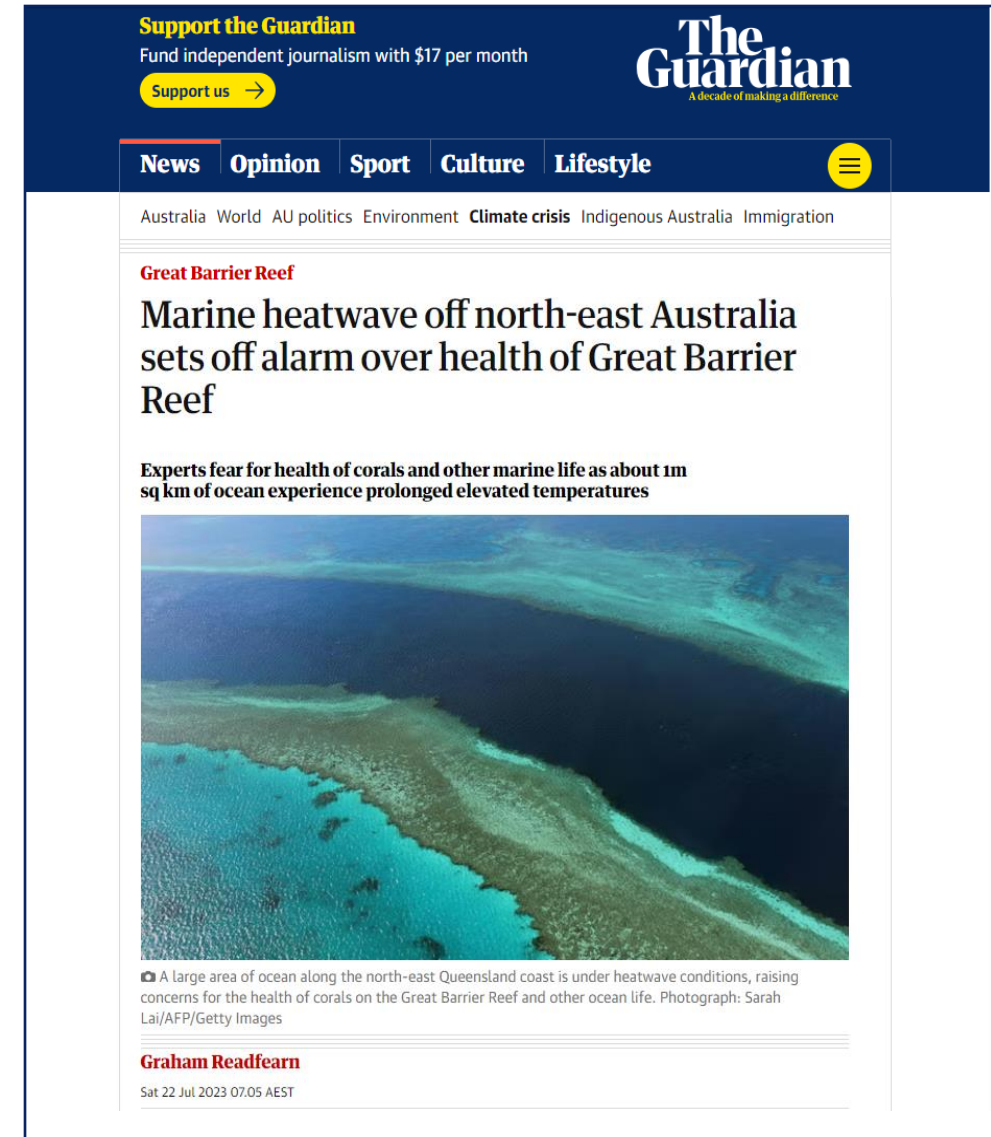 Support the Guardian
Fund independent journalism with $17 per month
Support us
The
Guardian
A decade of making a difference
News Opinion Sport Culture Lifestyle
Australia World AU politics Environment Climate crisis Indigenous Australia Immigration
Great Barrier Reef
Marine heatwave off north-east Australia
sets off alarm over health of Great Barrier
Reef
Experts fear for health of corals and other marine life as about 1m
sq km of ocean experience prolonged elevated temperatures
A large area of ocean along the north-east Queensland coast is under heatwave conditions, raising
concerns for the health of corals on the Great Barrier Reef and other ocean life. Photograph: Sarah
Lai/AFP/Getty Images
Graham Readfearn
Sat 22 Jul 2023 07.05 AEST